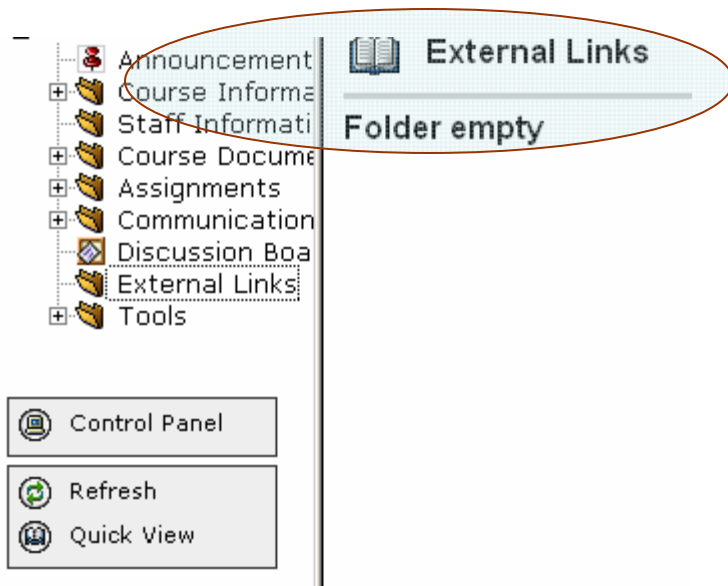 Announcement
Course Informa
Staff Informati
Course Docume
Assignments
Communication
Discussion Boa
External Links
Tools
Control Panel
Refresh
Quick View
External Links
Folder empty